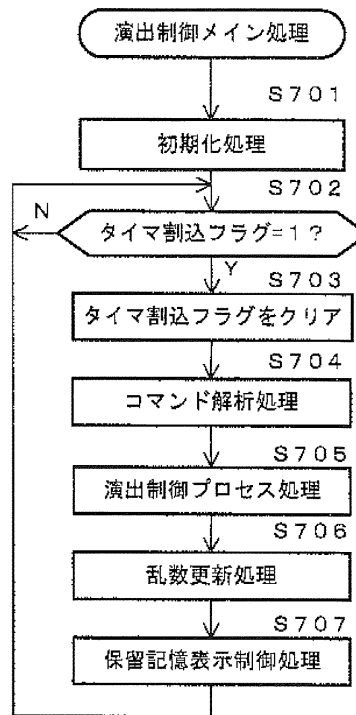 演出制御メイン処理
S701
初期化処理
S702
N
タイマ割込フラグ=1?
Y
S703
タイマ割込フラグをクリア
S704
コマンド解析処理
S705
演出制御プロセス処理
S706
乱数更新処理
S707
保留記憶表示制御処理